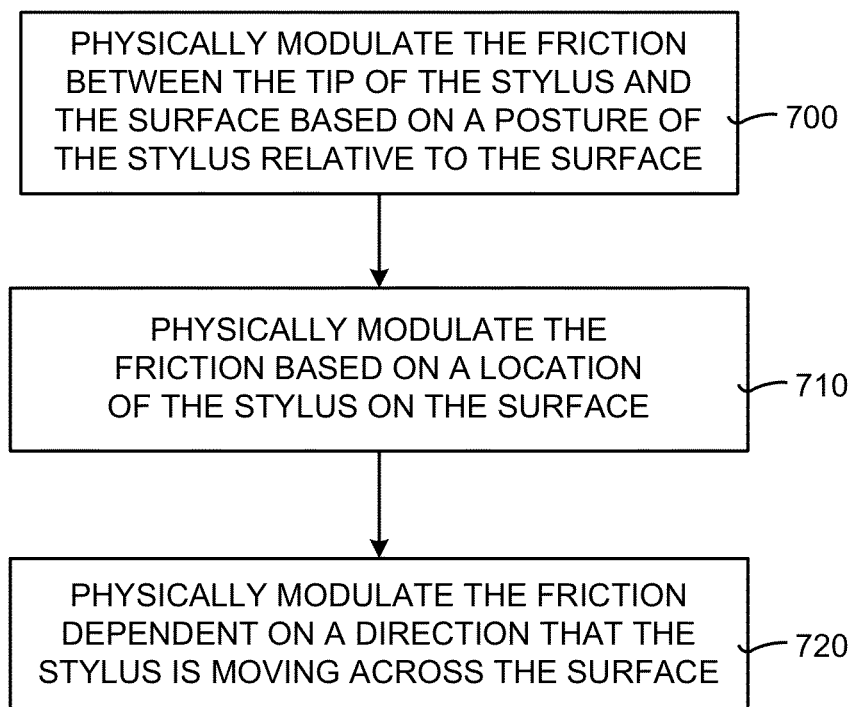 PHYSICALLY MODULATE THE FRICTION
BETWEEN THE TIP OF THE STYLUS AND
THE SURFACE BASED ON A POSTURE OF
THE STYLUS RELATIVE TO THE SURFACE
700
PHYSICALLY MODULATE THE
FRICTION BASED ON A LOCATION
OF THE STYLUS ON THE SURFACE
710
PHYSICALLY MODULATE THE FRICTION
DEPENDENT ON A DIRECTION THAT THE
STYLUS IS MOVING ACROSS THE SURFACE
720